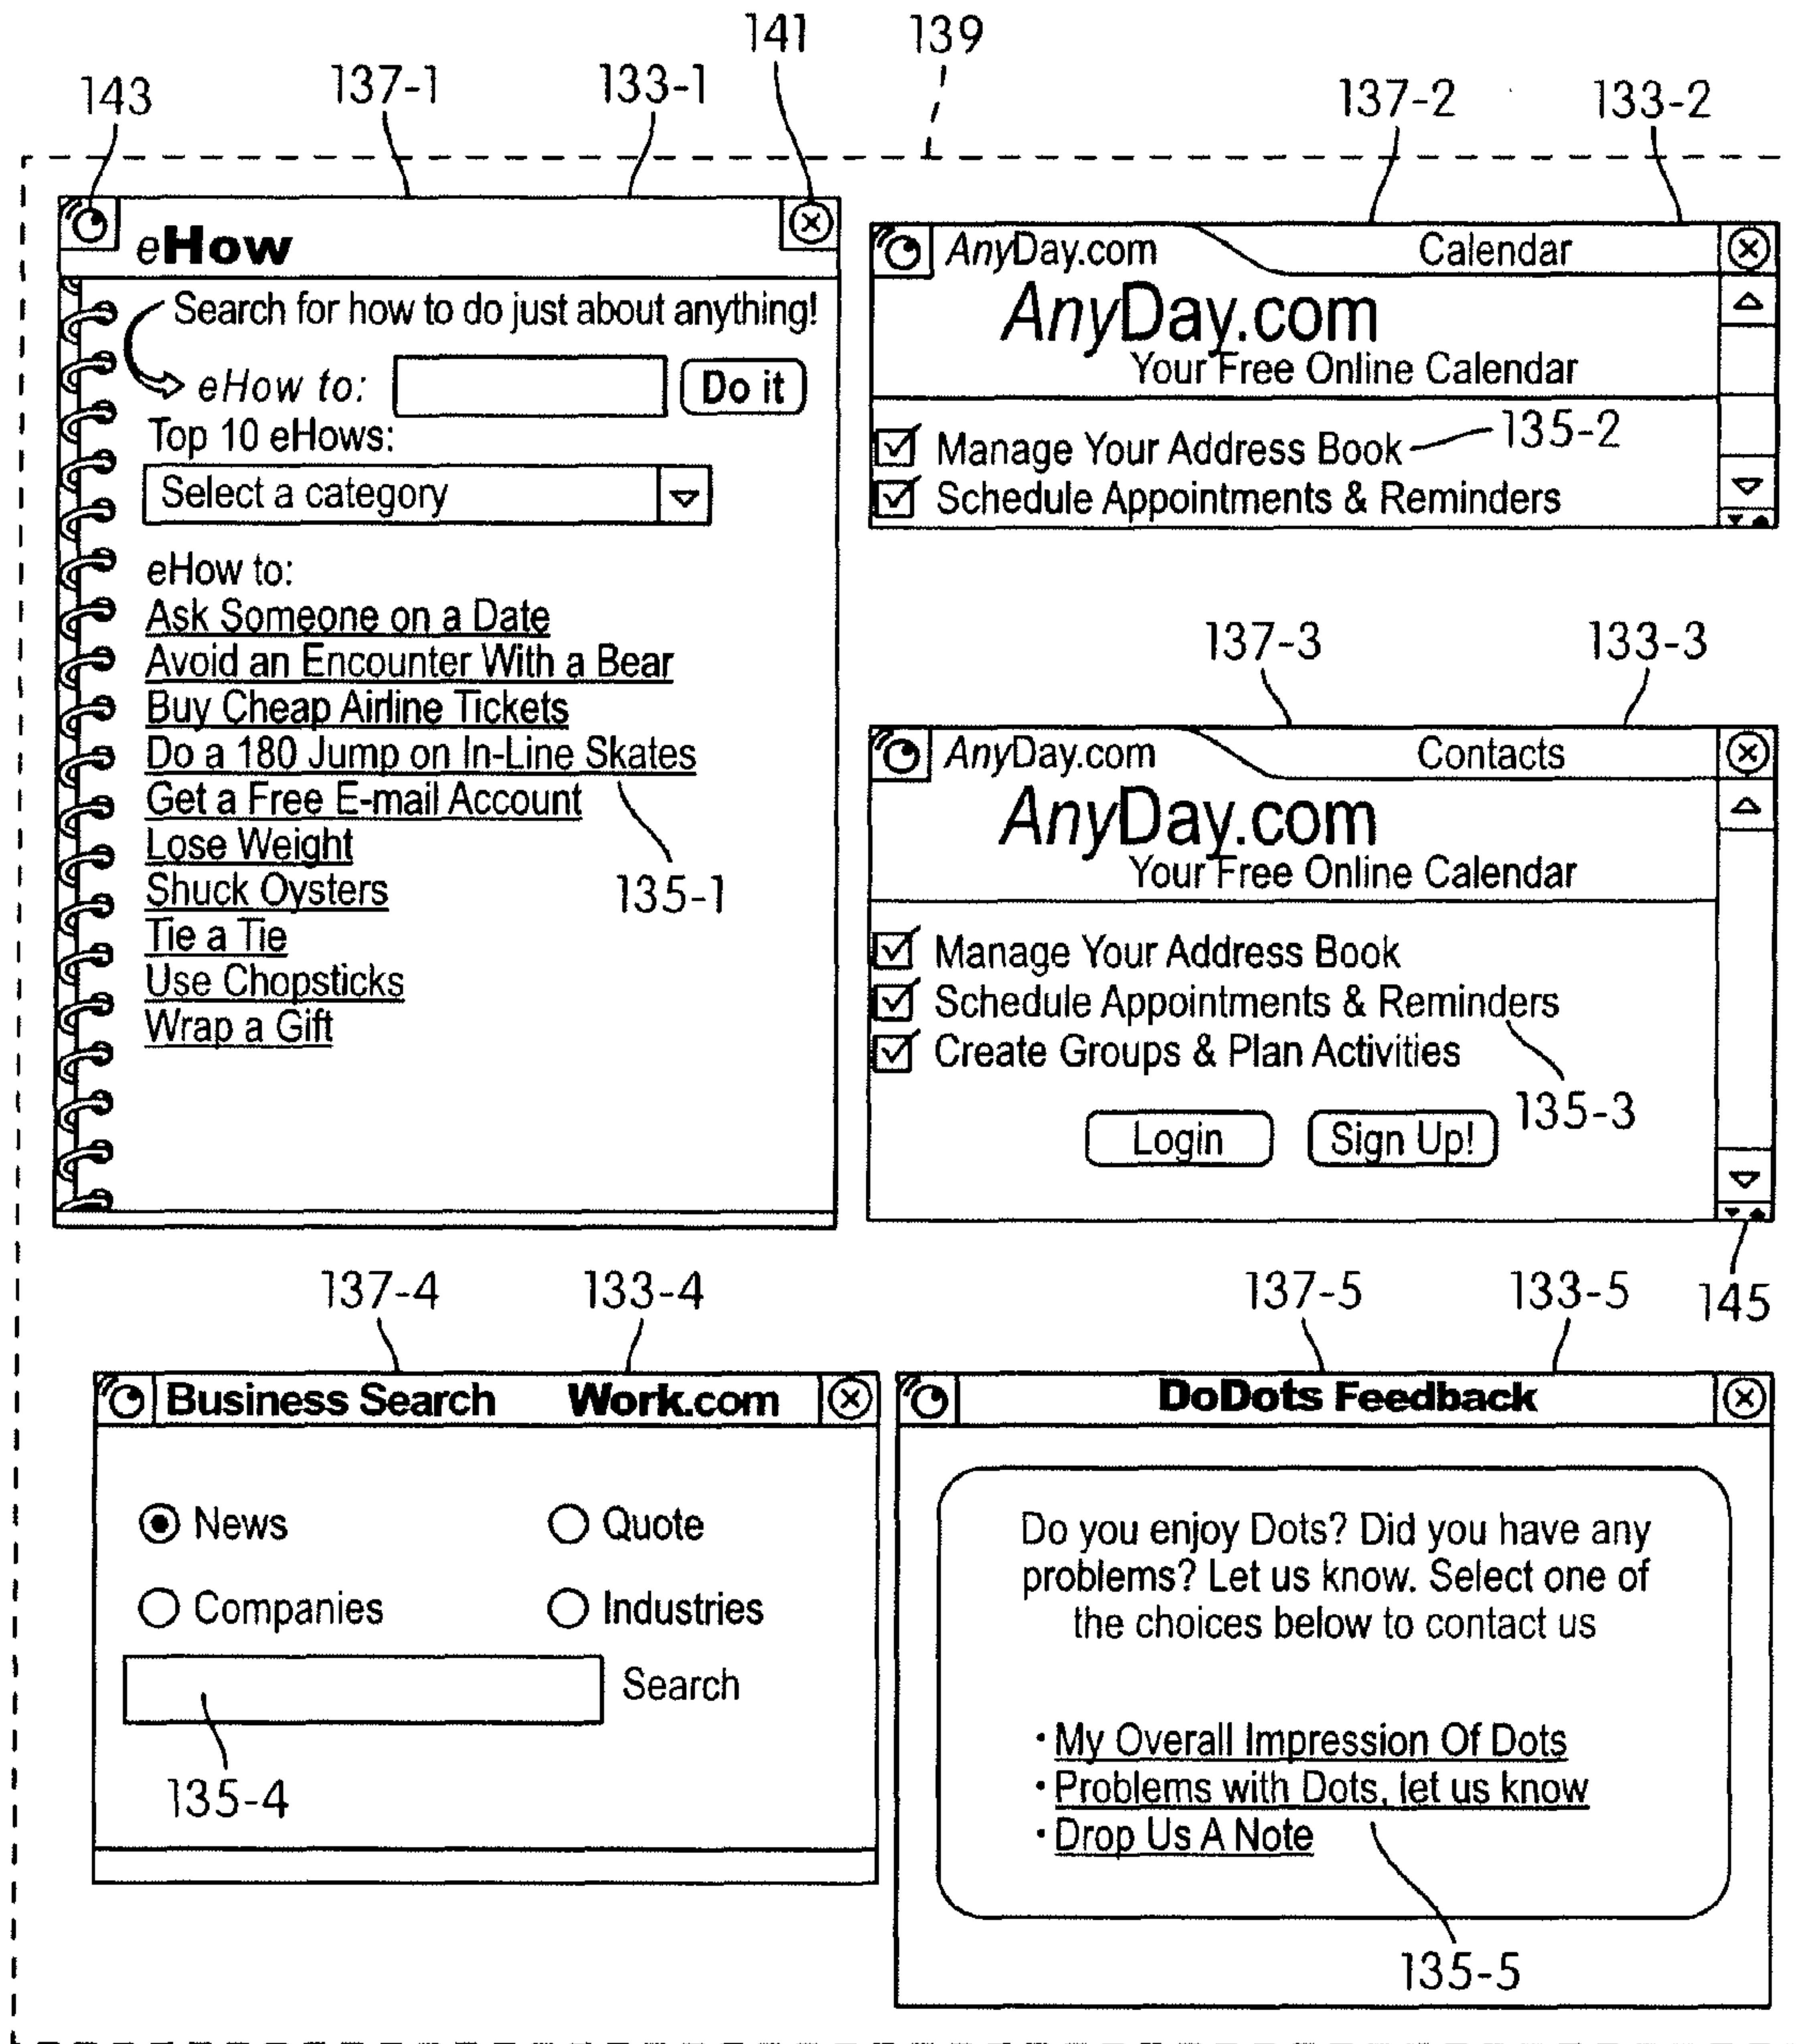 141 139
143 137-1 133-1 137-2 133-2
eHow
Search for how to do just about anything!
eHow to: Do it
Top 10 eHows:
Select a category
eHow to:
Ask Someone on a Date
Avoid an Encounter With a Bear
Buy Cheap Airline Tickets
Do a 180 Jump on In-Line Skates
Get a Free E-mail Account
Lose Weight
Shuck Oysters
Tie a Tie
Use Chopsticks
Wrap a Gift
135-1
AnyDay.com Calendar
AnyDay.com
Your Free Online Calendar
Manage Your Address Book 135-2
Schedule Appointments & Reminders
137-3 133-3
AnyDay.com Contacts
AnyDay.com
Your Free Online Calendar
Manage Your Address Book
Schedule Appointments & Reminders
Create Groups & Plan Activities
135-3
Login Sign Up!
137-4 133-4 137-5 133-5 145
Business Search Work.com
News Quote
Companies Industries
Search
135-4
DoDots Feedback
Do you enjoy Dots? Did you have any
problems? Let us know. Select one of
the choices below to contact us
· My Overall Impression Of Dots
· Problems with Dots, let us know
· Drop Us A Note
135-5